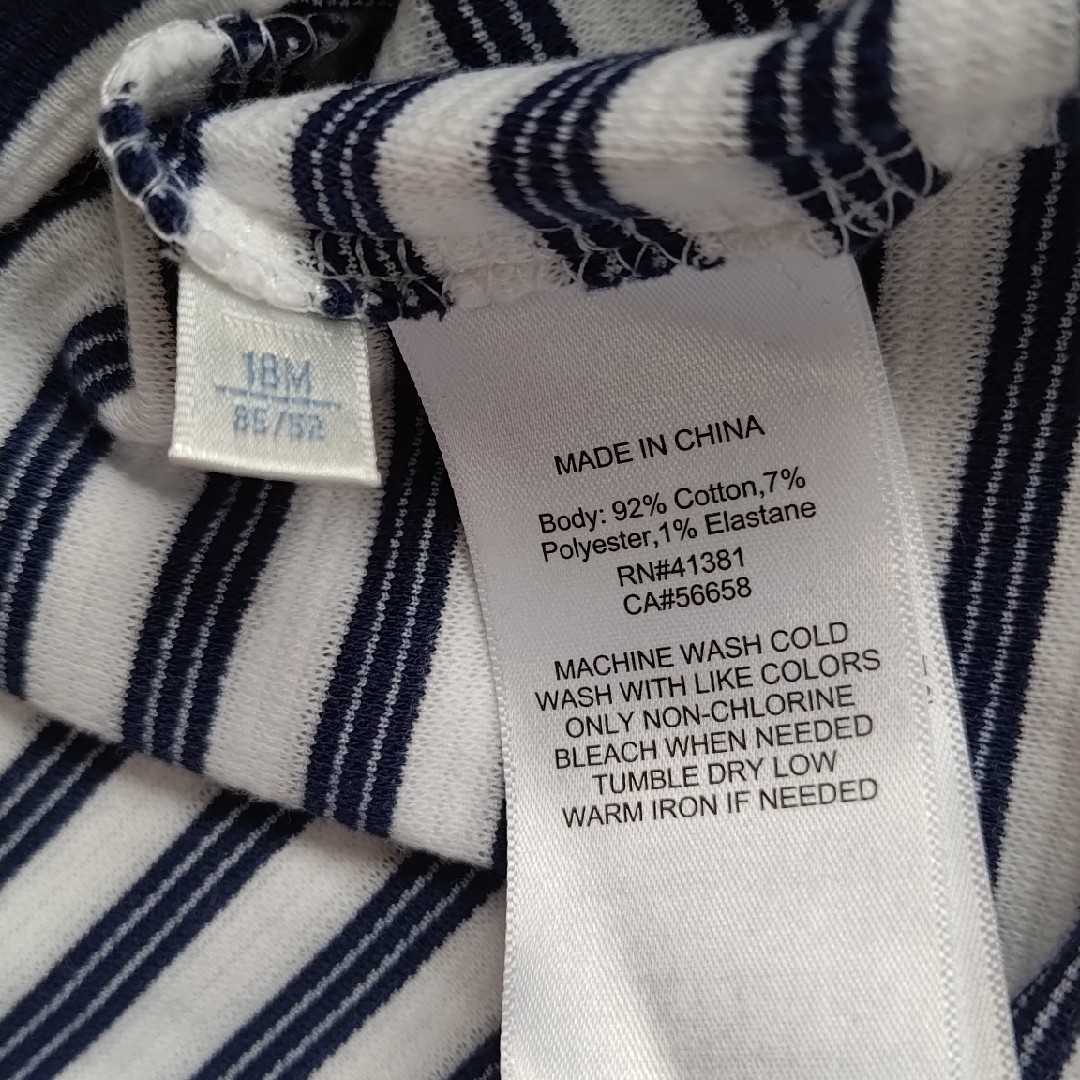 18M
86/52
MADE IN CHINA
Body: 92% Cotton,7%
Polyester,1% Elastane
RN#41381
CA#56658
MACHINE WASH COLD
WASH WITH LIKE COLORS
ONLY NON-CHLORINE
BLEACH WHEN NEEDED
TUMBLE DRY LOW
WARM IRON IF NEEDED